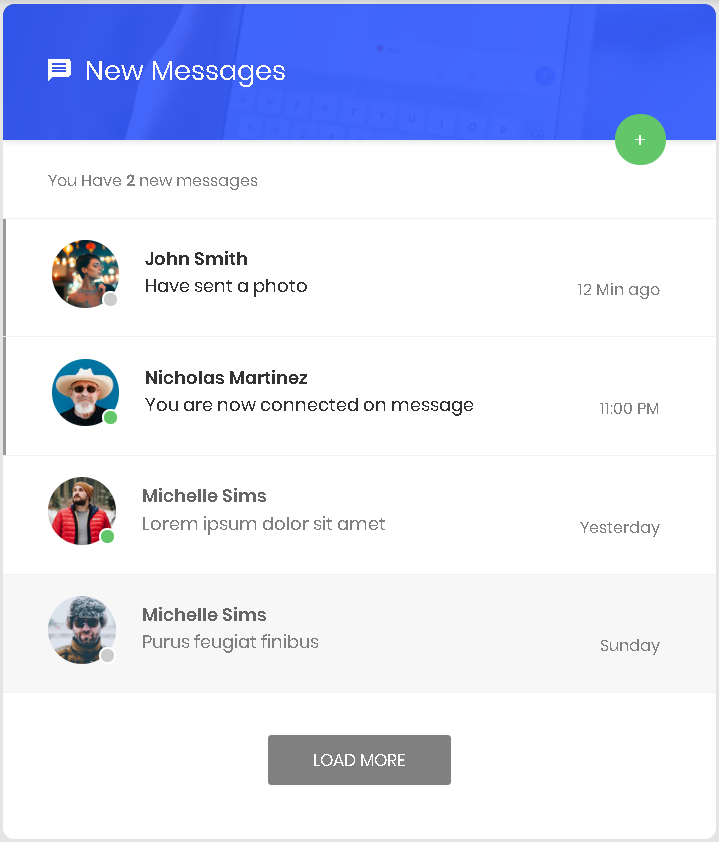 New Messages
+
You Have 2 new messages
John Smith
Have sent a photo
12 Min ago
Nicholas Martinez
You are now connected on message
11:00 PM
Michelle Sims
Lorem ipsum dolor sit amet
Yesterday
Michelle Sims
Purus feugiat finibus
Sunday
LOAD MORE